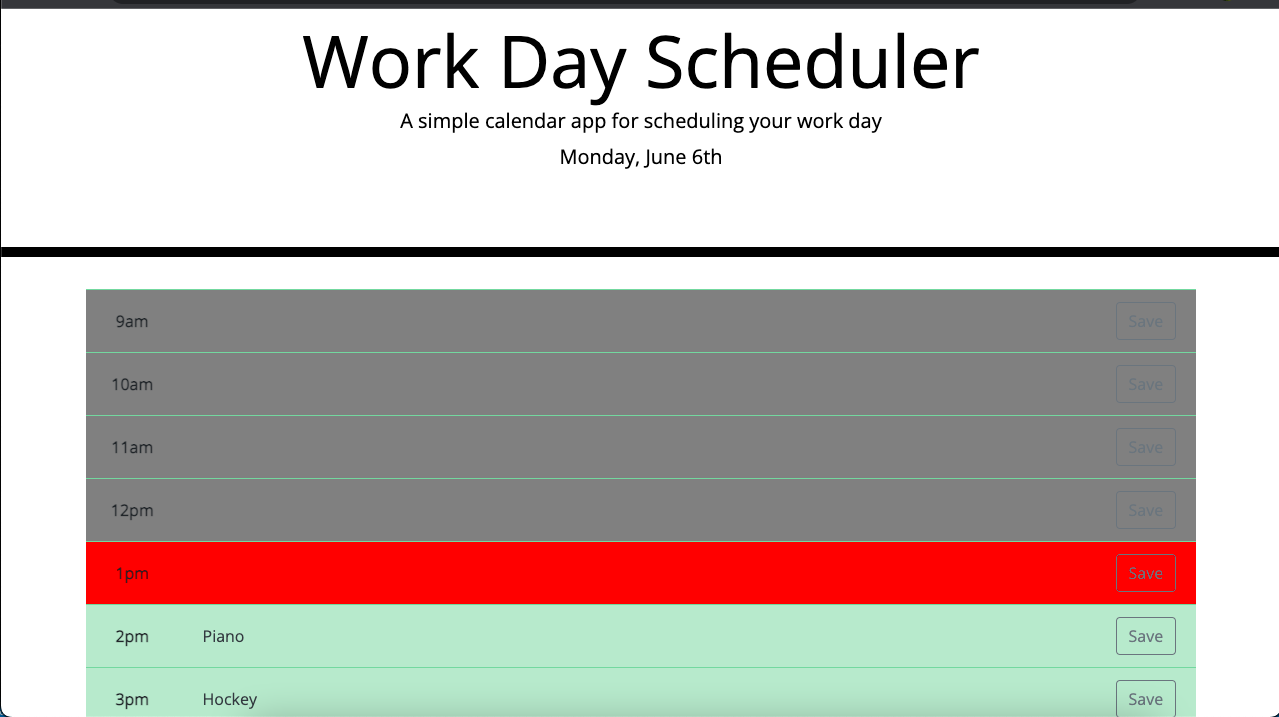 Work Day Scheduler
A simple calendar app for scheduling your work day
Monday, June 6th
9am Save
10am Save
11am Save
12pm Save
1pm Save
2pm Piano Save
3pm Hockey Save